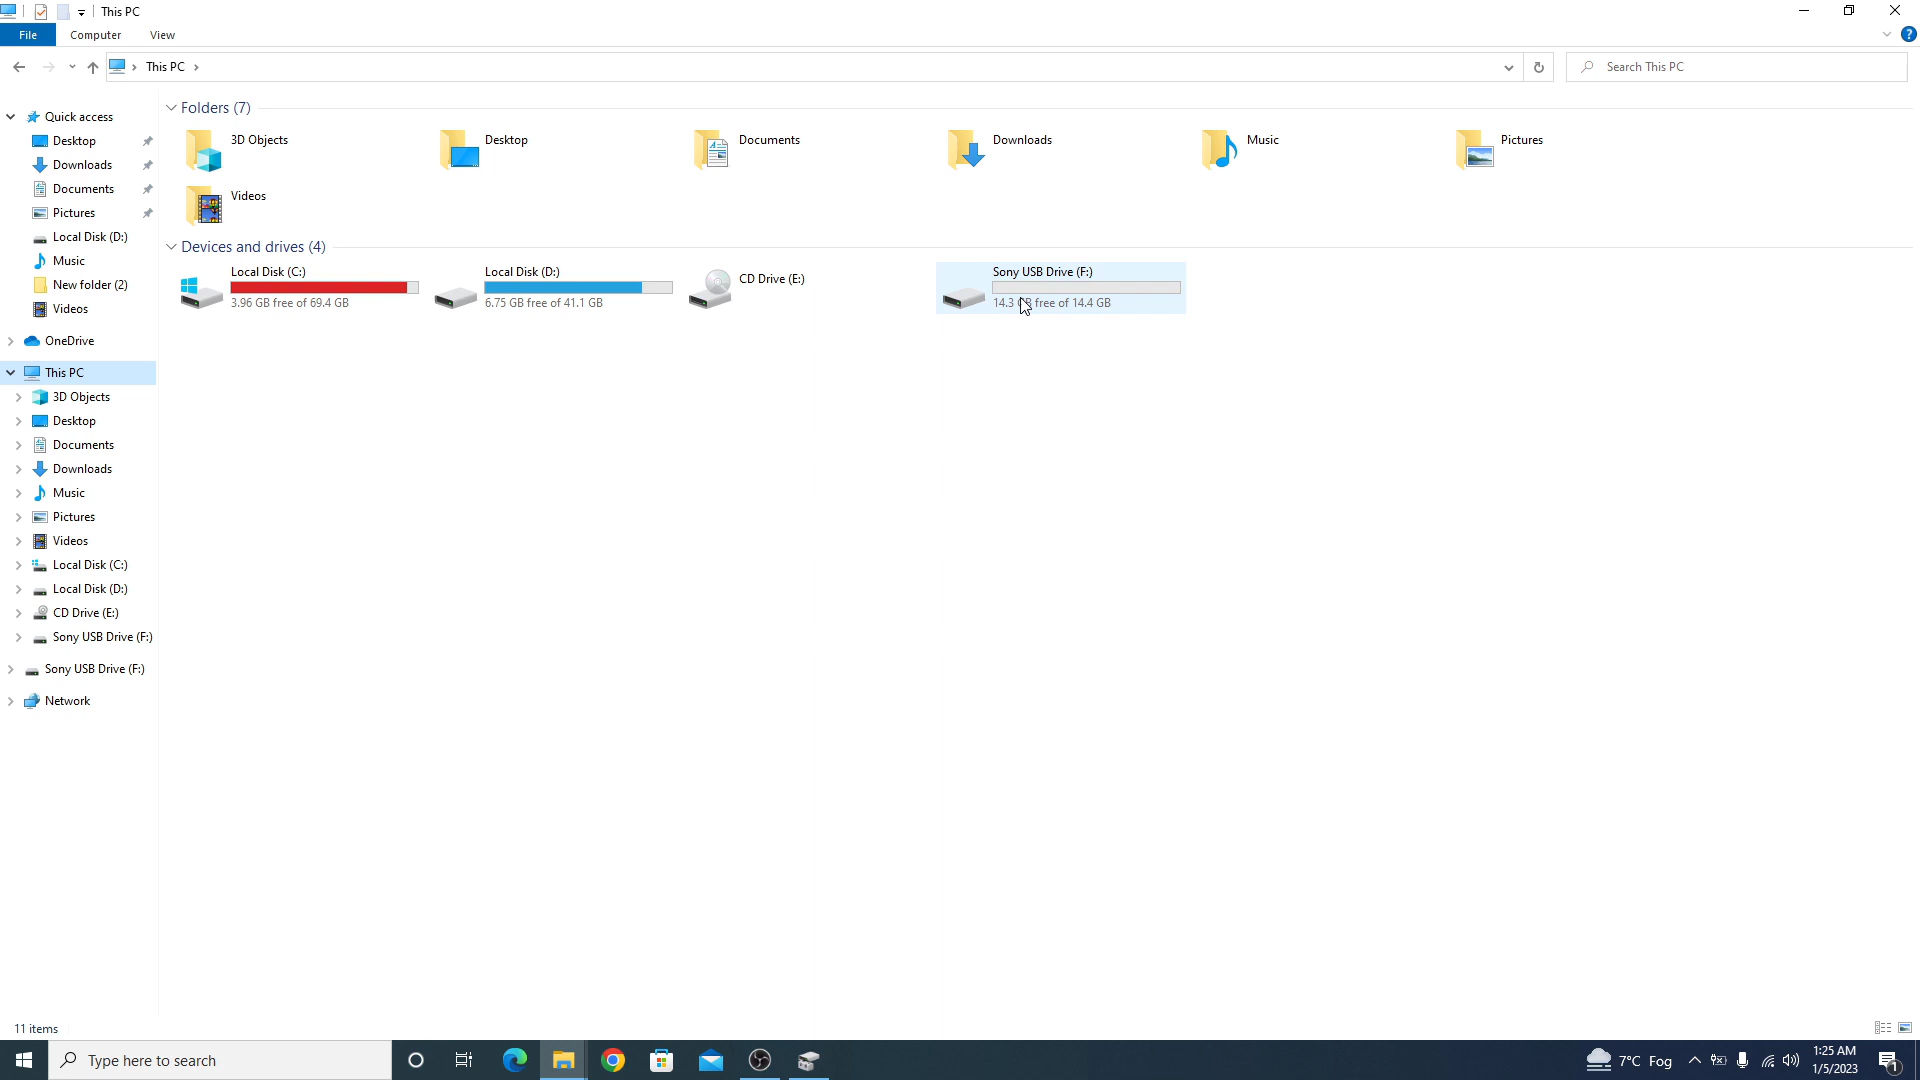 This PC
File Computer View
This PC
Search This PC
Quick access
Desktop
Downloads
Documents
Pictures
Local Disk (D:)
Music
New folder (2)
Videos
OneDrive
This PC
3D Objects
Desktop
Documents
Downloads
Music
Pictures
Videos
Local Disk (C:)
Local Disk (D:)
CD Drive (E:)
Sony USB Drive (F:)
Sony USB Drive (F:)
Network
Folders (7)
3D Objects
Desktop
Documents
Downloads
Music
Pictures
Videos
Devices and drives (4)
Local Disk (C:)
3.96 GB free of 69.4 GB
Local Disk (D:)
6.75 GB free of 41.1 GB
CD Drive (E:)
Sony USB Drive (F:)
14.3 GB free of 14.4 GB
11 items
Type here to search
7°C Fog
1:25 AM
1/5/2023
1